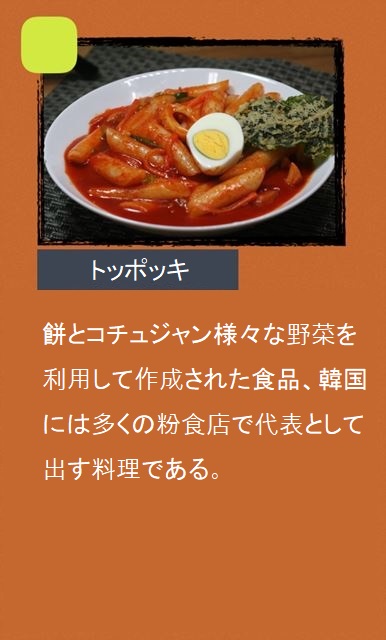 トッポッキ
餅とコチュジャン様々な野菜を
利用して作成された食品、韓国
には多くの粉食店で代表として
出す料理である。